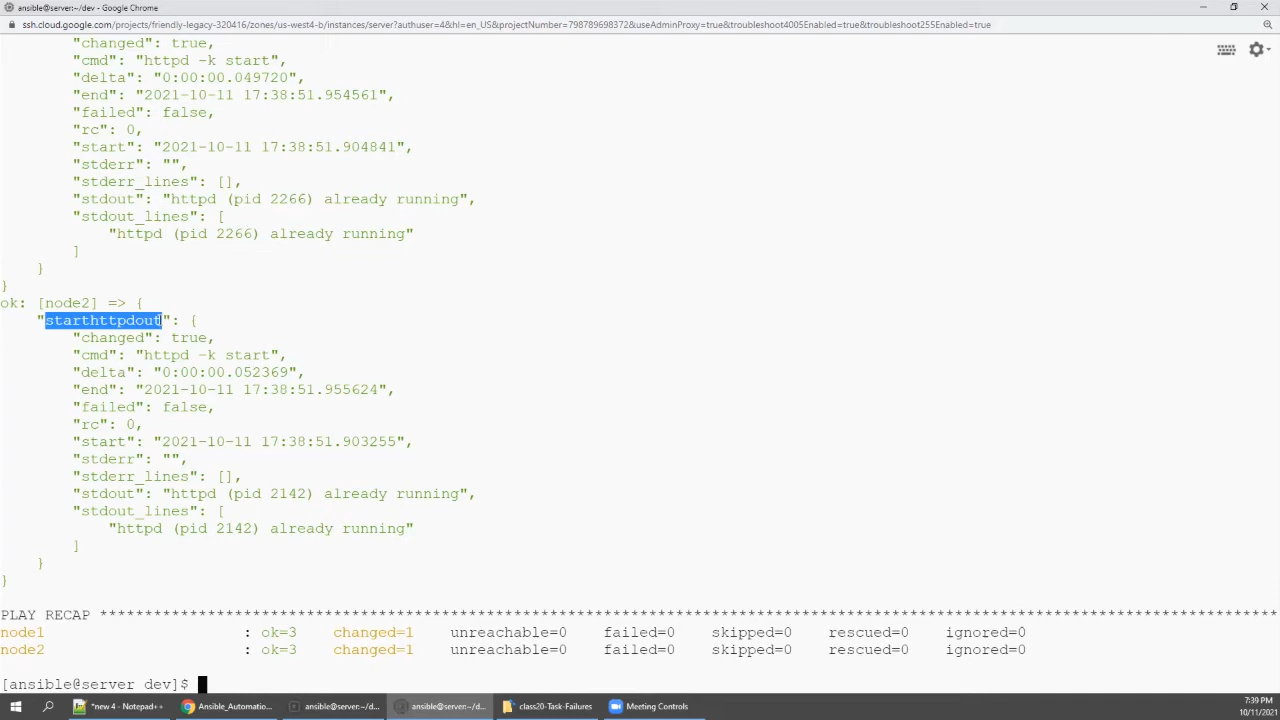 ansible@server:~/dev - Google Chrome
ssh.cloud.google.com/projects/friendly-legacy-320416/zones/us-west4-b/instances/server?authuser=4&hl=en_US&projectNumber=798789698372&useAdminProxy=true&troubleshoot4005Enabled=true&troubleshoot255Enabled=true
"changed": true,
"cmd": "httpd -k start",
"delta": "0:00:00.049720",
"end": "2021-10-11 17:38:51.954561",
"failed": false,
"rc": 0,
"start": "2021-10-11 17:38:51.904841",
"stderr": "",
"stderr_lines": [],
"stdout": "httpd (pid 2266) already running",
"stdout_lines": [
"httpd (pid 2266) already running"
]
}
}
ok: [node2] => {
"starthttpdout": {
"changed": true,
"cmd": "httpd -k start",
"delta": "0:00:00.052369",
"end": "2021-10-11 17:38:51.955624",
"failed": false,
"rc": 0,
"start": "2021-10-11 17:38:51.903255",
"stderr": "",
"stderr_lines": [],
"stdout": "httpd (pid 2142) already running",
"stdout_lines": [
"httpd (pid 2142) already running"
]
}
}
PLAY RECAP ***********************************************************************************************************************************
node1 : ok=3 changed=1 unreachable=0 failed=0 skipped=0 rescued=0 ignored=0
node2 : ok=3 changed=1 unreachable=0 failed=0 skipped=0 rescued=0 ignored=0
[ansible@server dev]$
*new 4 - Notepad++ Ansible_Automatio... ansible@server:~/d... ansible@server:~/d... class20-Task-Failures Meeting Controls 7:39 PM
10/11/2021